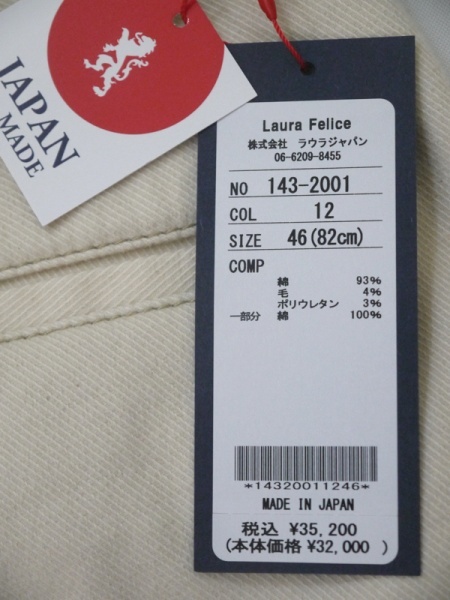 JAPAN
MADE
Laura Felice
株式会社 ラウラジャパン
06-6209-8455
NO 143-2001
COL 12
SIZE 46(82cm)
COMP
綿 93%
毛 4%
ポリウレタン 3%
一部分 綿 100%
*14320011246*
MADE IN JAPAN
税込 ¥35,200
(本体価格 ¥32,000 )